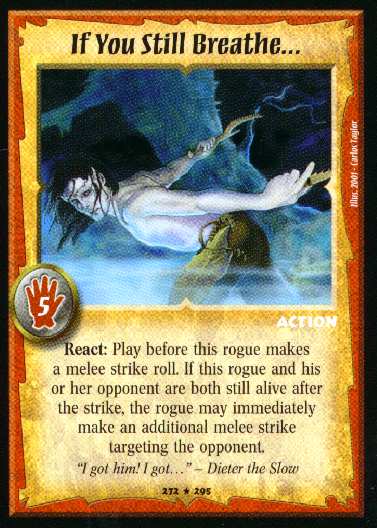 If You Still Breathe...
Illus. 2001 - Carlos Taylor
5
ACTION
React: Play before this rogue makes
a melee strike roll. If this rogue and his
or her opponent are both still alive after
the strike, the rogue may immediately
make an additional melee strike
targeting the opponent.
“I got him! I got…” – Dieter the Slow
272 ★ 295